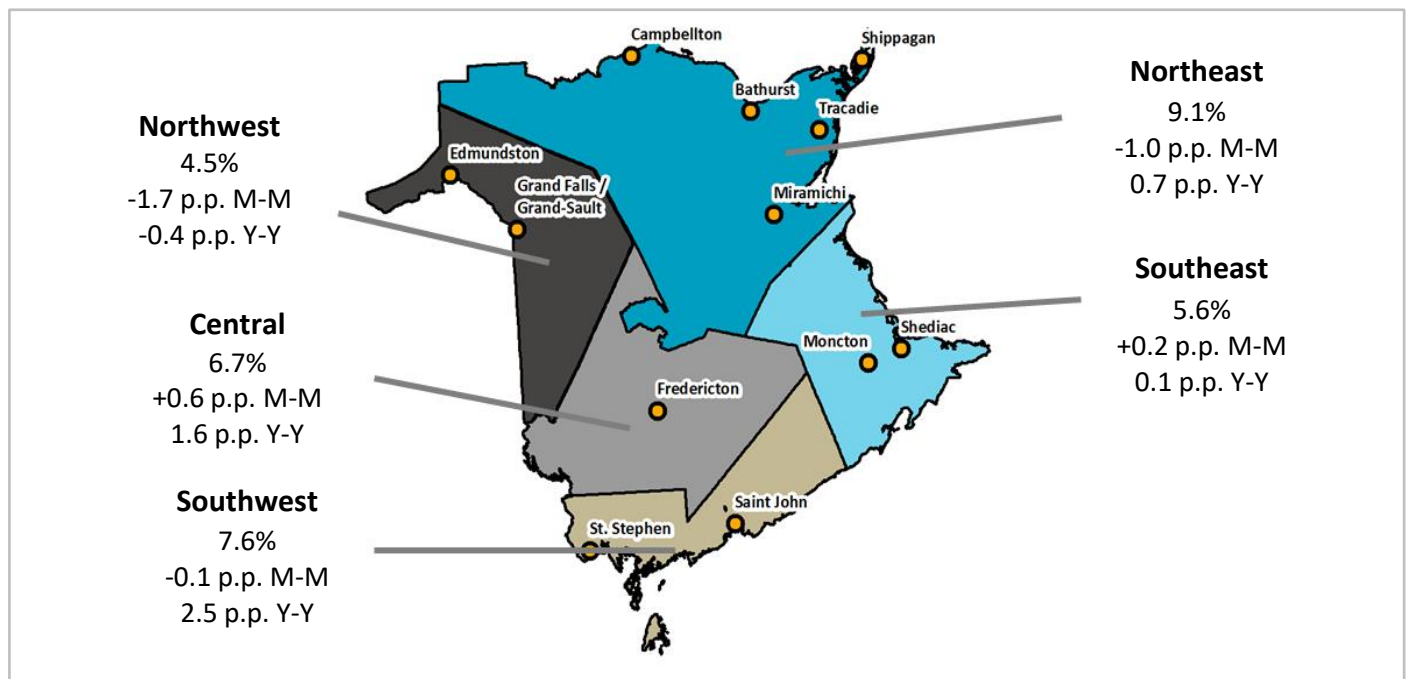 Northwest
4.5%
-1.7 p.p. M-M
-0.4 p.p. Y-Y
Central
6.7%
+0.6 p.p. M-M
1.6 p.p. Y-Y
Southwest
7.6%
-0.1 p.p. M-M
2.5 p.p. Y-Y
Campbellton
Shippagan
Bathurst
Tracadie
Edmundston
Grand Falls /
Grand-Sault
Miramichi
Shediac
Moncton
Fredericton
Saint John
St. Stephen
Northeast
9.1%
-1.0 p.p. M-M
0.7 p.p. Y-Y
Southeast
5.6%
+0.2 p.p. M-M
0.1 p.p. Y-Y